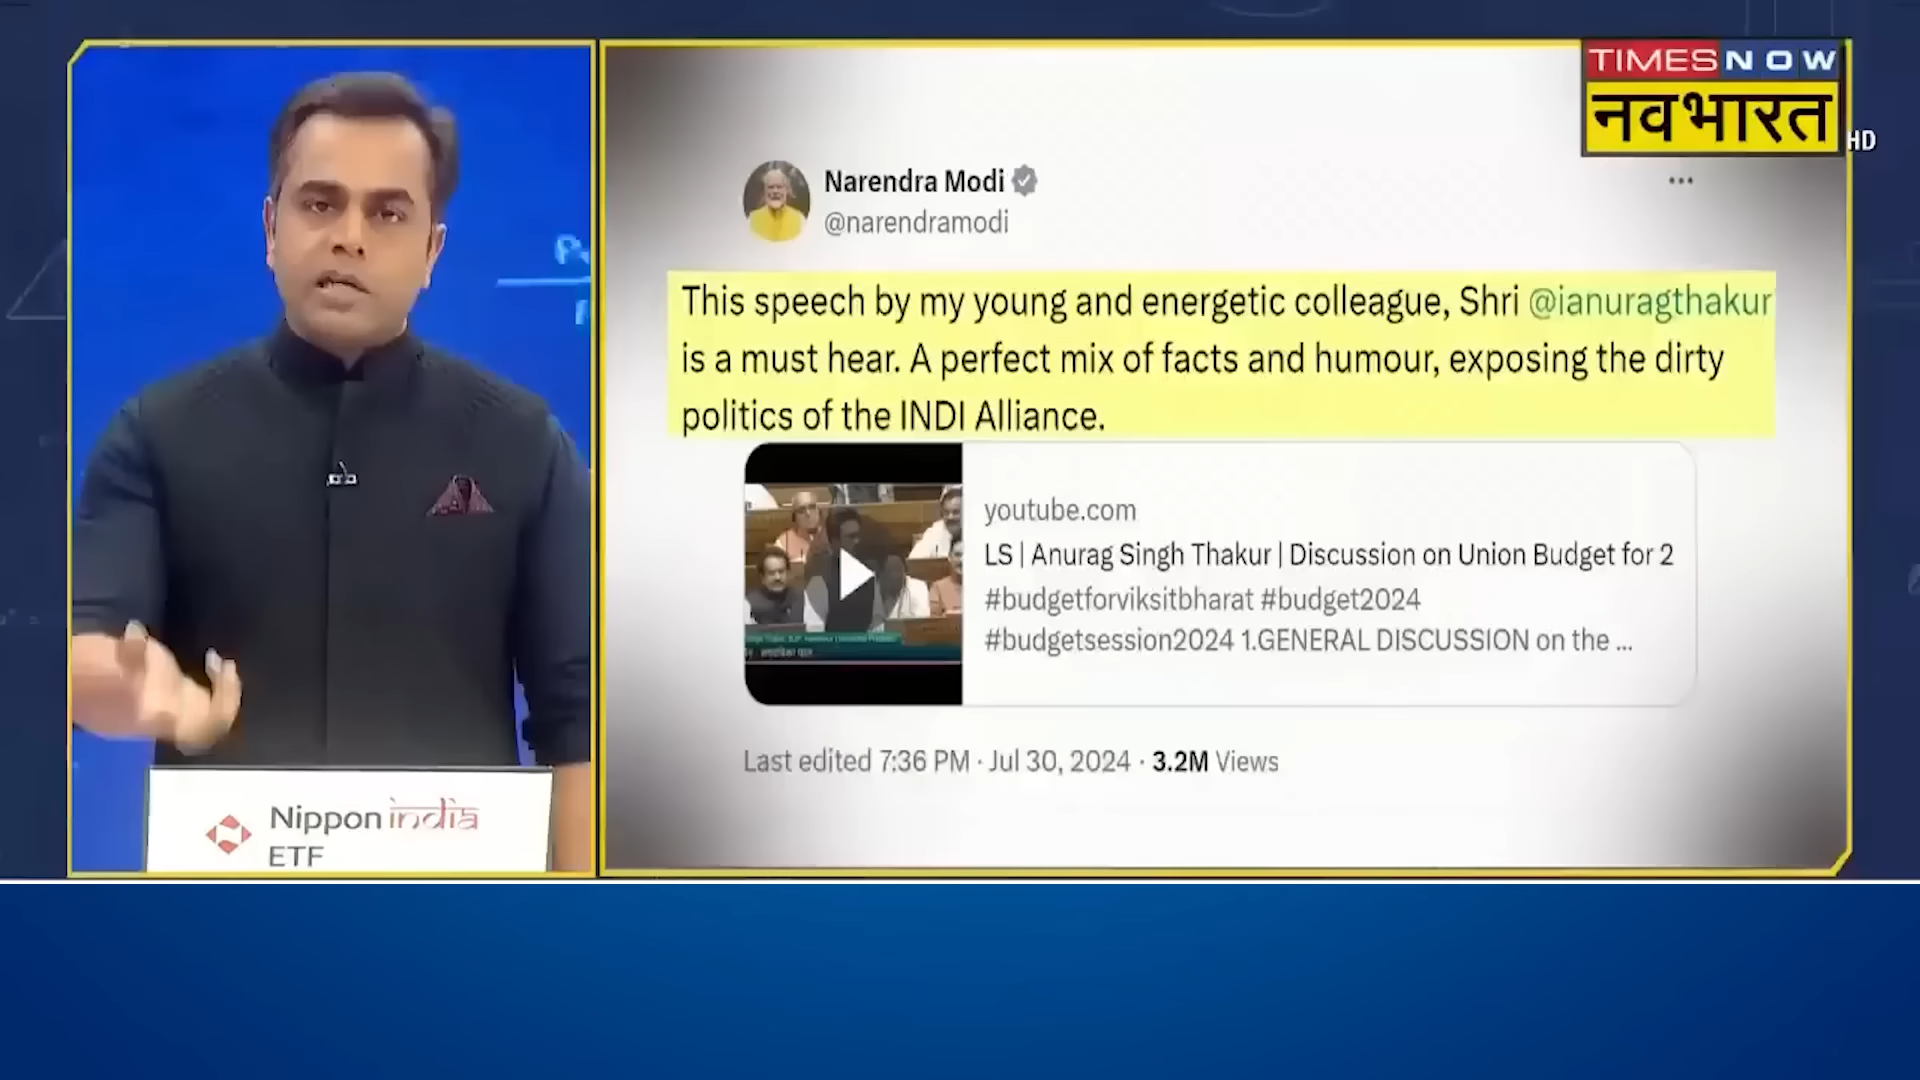 TIMES NOW
नवभारत
HD
Narendra Modi
@narendramodi
This speech by my young and energetic colleague, Shri @ianuragthakur
is a must hear. A perfect mix of facts and humour, exposing the dirty
politics of the INDI Alliance.
youtube.com
LS | Anurag Singh Thakur | Discussion on Union Budget for 2
#budgetforviksitbharat #budget2024
#budgetsession2024 1.GENERAL DISCUSSION on the ...
Last edited 7:36 PM · Jul 30, 2024 · 3.2M Views
Nippon india
ETF